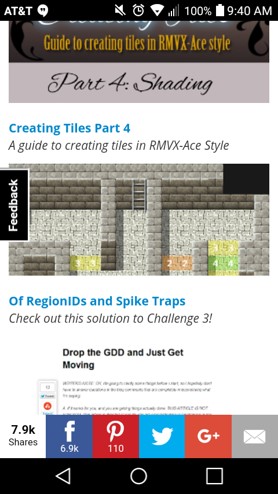 AT&T
100% 9:40 AM
Creating Tiles
Guide to creating tiles in RMVX-Ace style
Part 4: Shading
Creating Tiles Part 4
A guide to creating tiles in RMVX-Ace Style
Feedback
Of RegionIDs and Spike Traps
Check out this solution to Challenge 3!
Drop the GDD and Just Get
Moving
7.9k
Shares
6.9k
110
G+